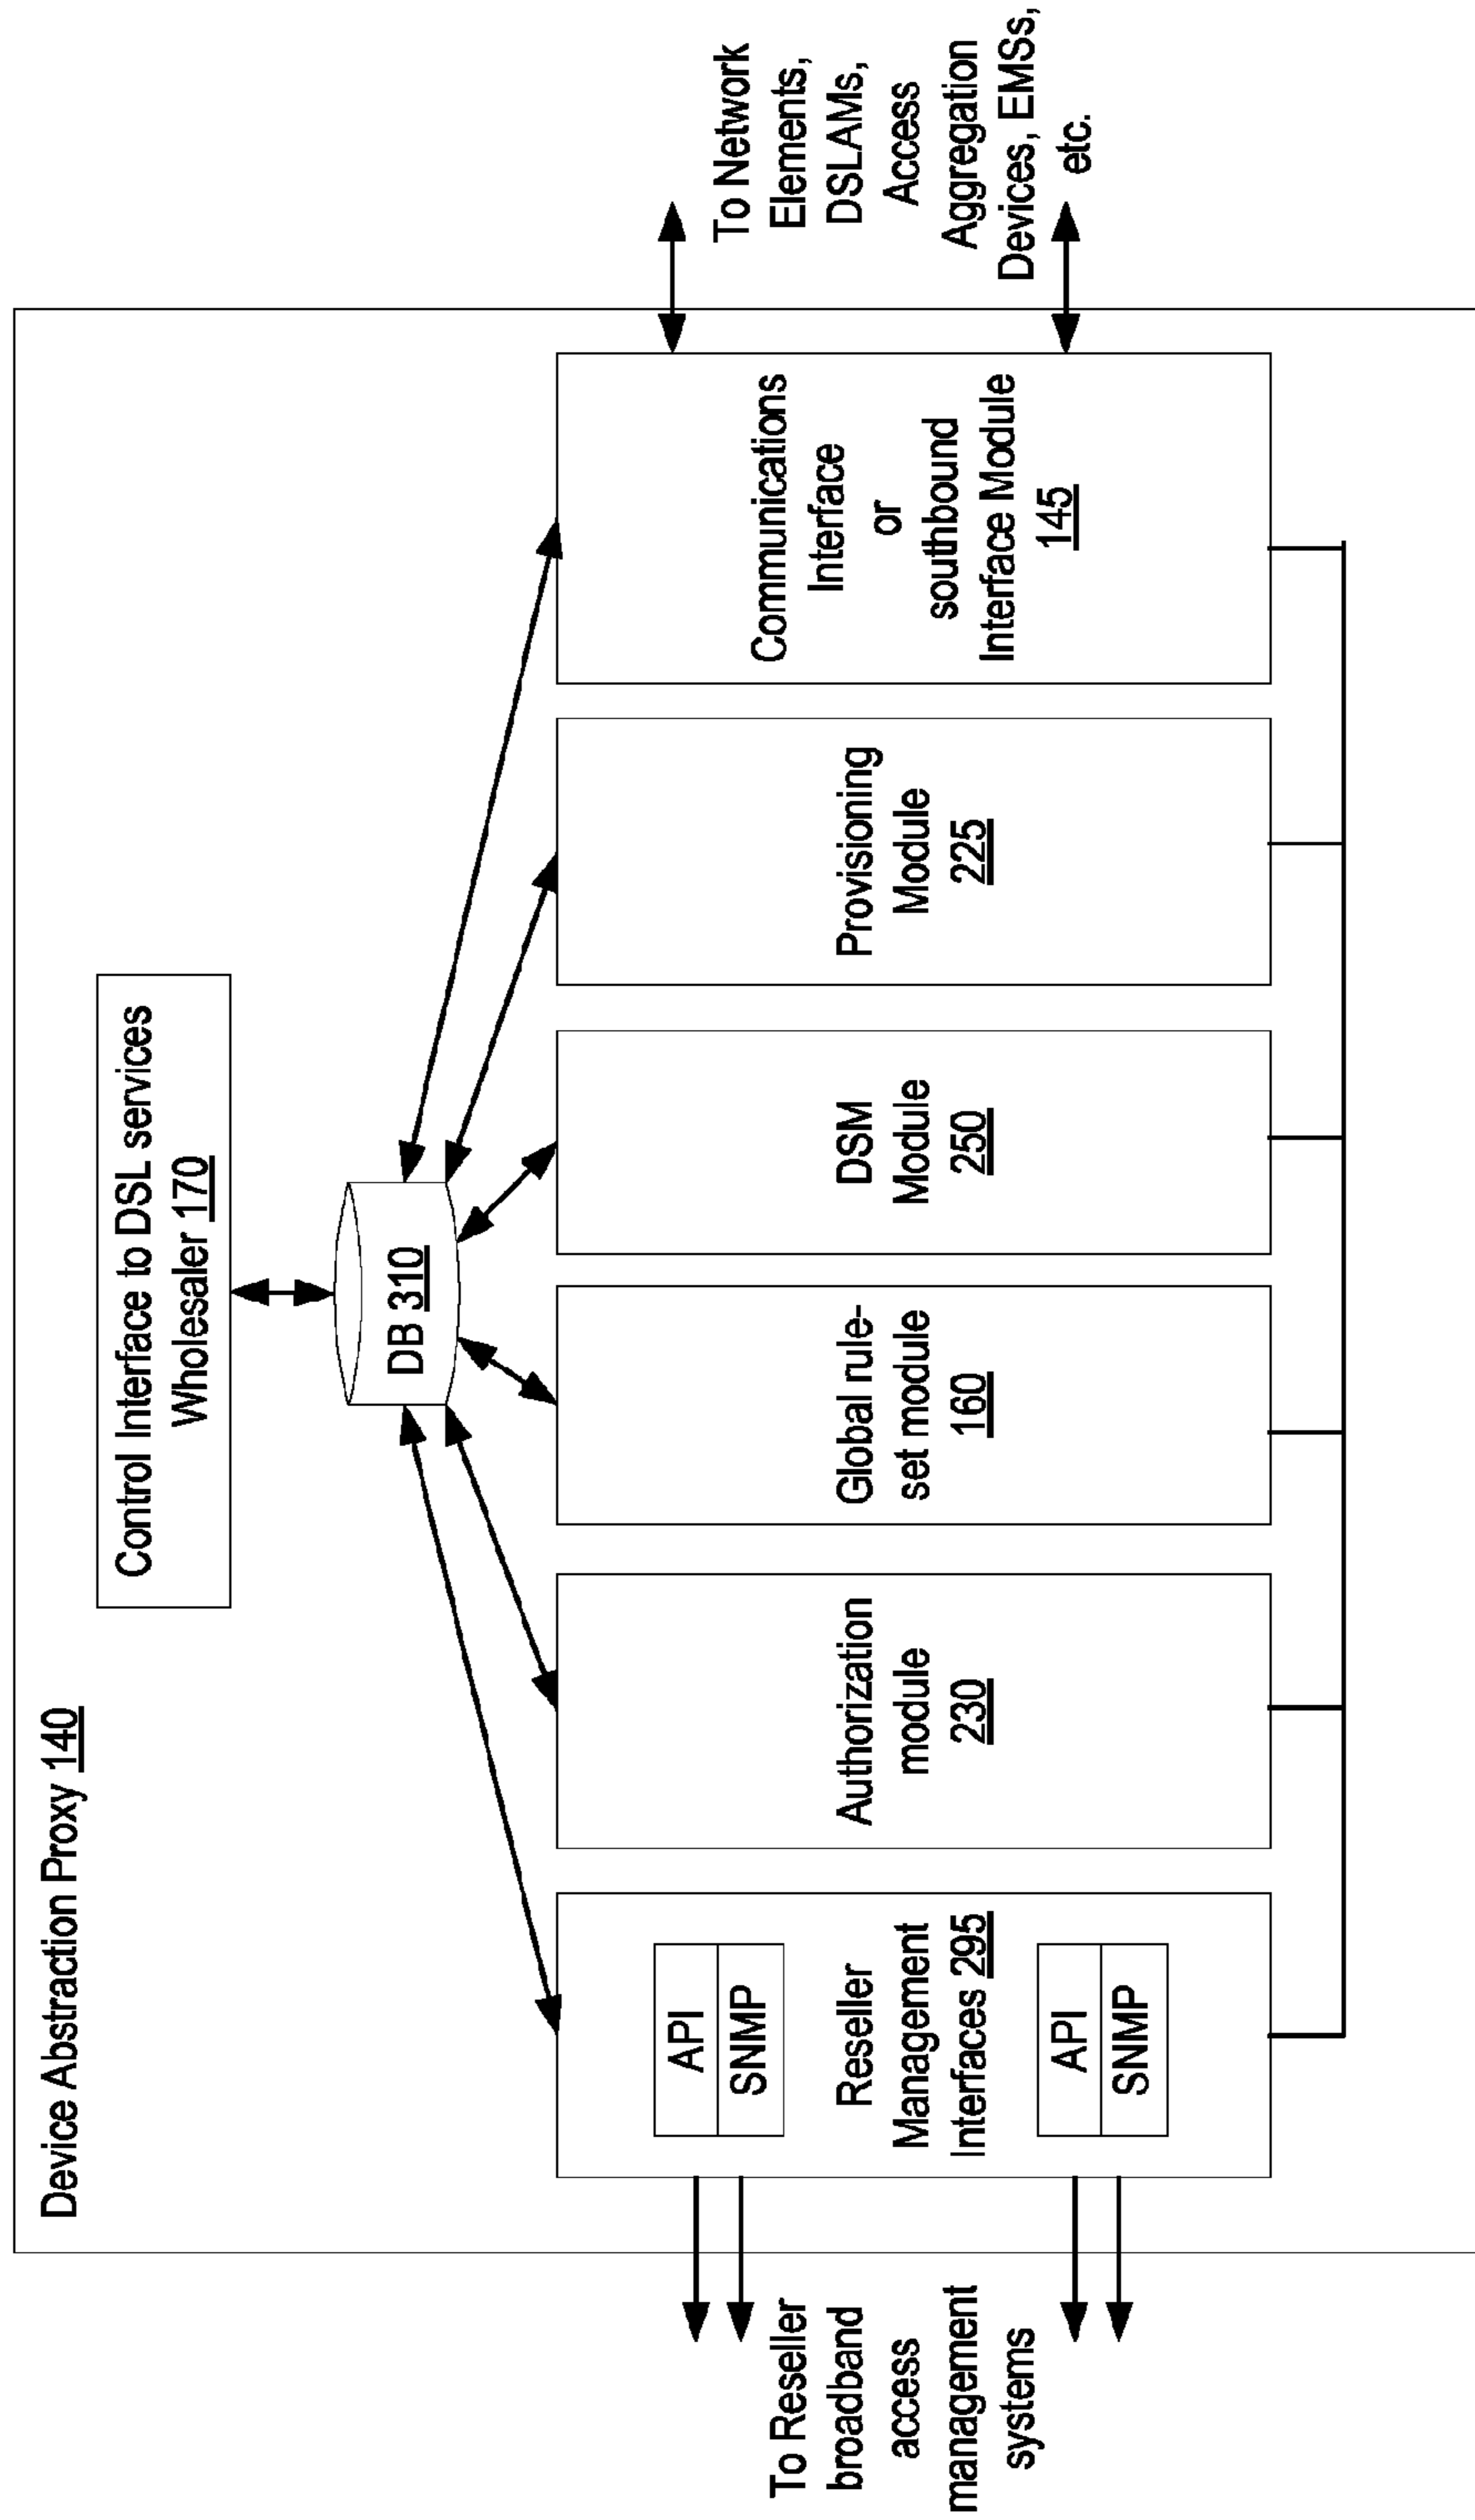 Device Abstraction Proxy 140
Control Interface to DSL services
Wholesaler 170
DB 310
To Reseller
broadband
access
management
systems
API
SNMP
Reseller
Management
Interfaces 295
API
SNMP
Authorization
module
230
Global rule-
set module
160
DSM
Module
250
Provisioning
Module
225
Communications
Interface
or
southbound
Interface Module
145
To Network
Elements,
DSLAMs,
Access
Aggregation
Devices, EMSs,
etc.